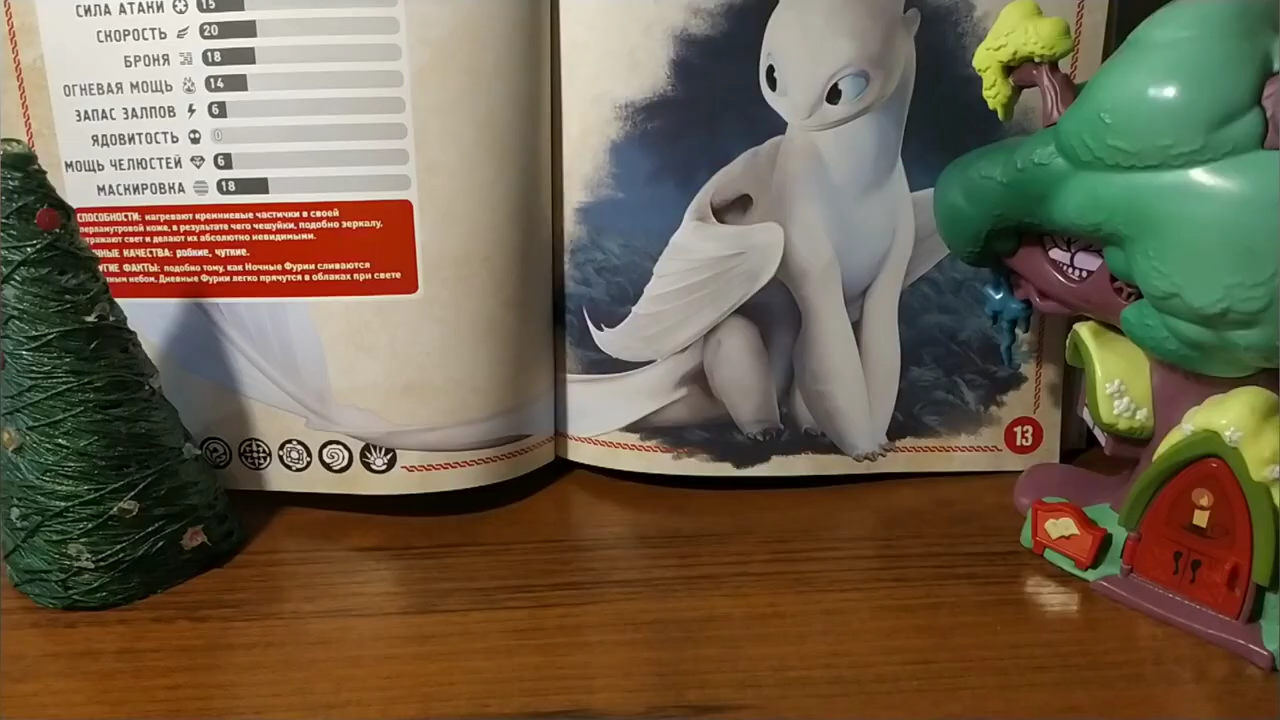 СИЛА АТАКИ 15
СКОРОСТЬ 20
БРОНЯ 18
ОГНЕВАЯ МОЩЬ 14
ЗАПАС ЗАЛПОВ 6
ЯДОВИТОСТЬ 0
МОЩЬ ЧЕЛЮСТЕЙ 6
МАСКИРОВКА 18
СПОСОБНОСТИ: нагревают кремниевые частички в своей
перламутровой коже, в результате чего чешуйки, подобно зеркалу,
отражают свет и делают их абсолютно невидимыми.
ЧНЫЕ КАЧЕСТВА: робкие, чуткие.
УГИЕ ФАКТЫ: подобно тому, как Ночные Фурии сливаются
ным небом, Дневные Фурии легко прячутся в облаках при свете
13